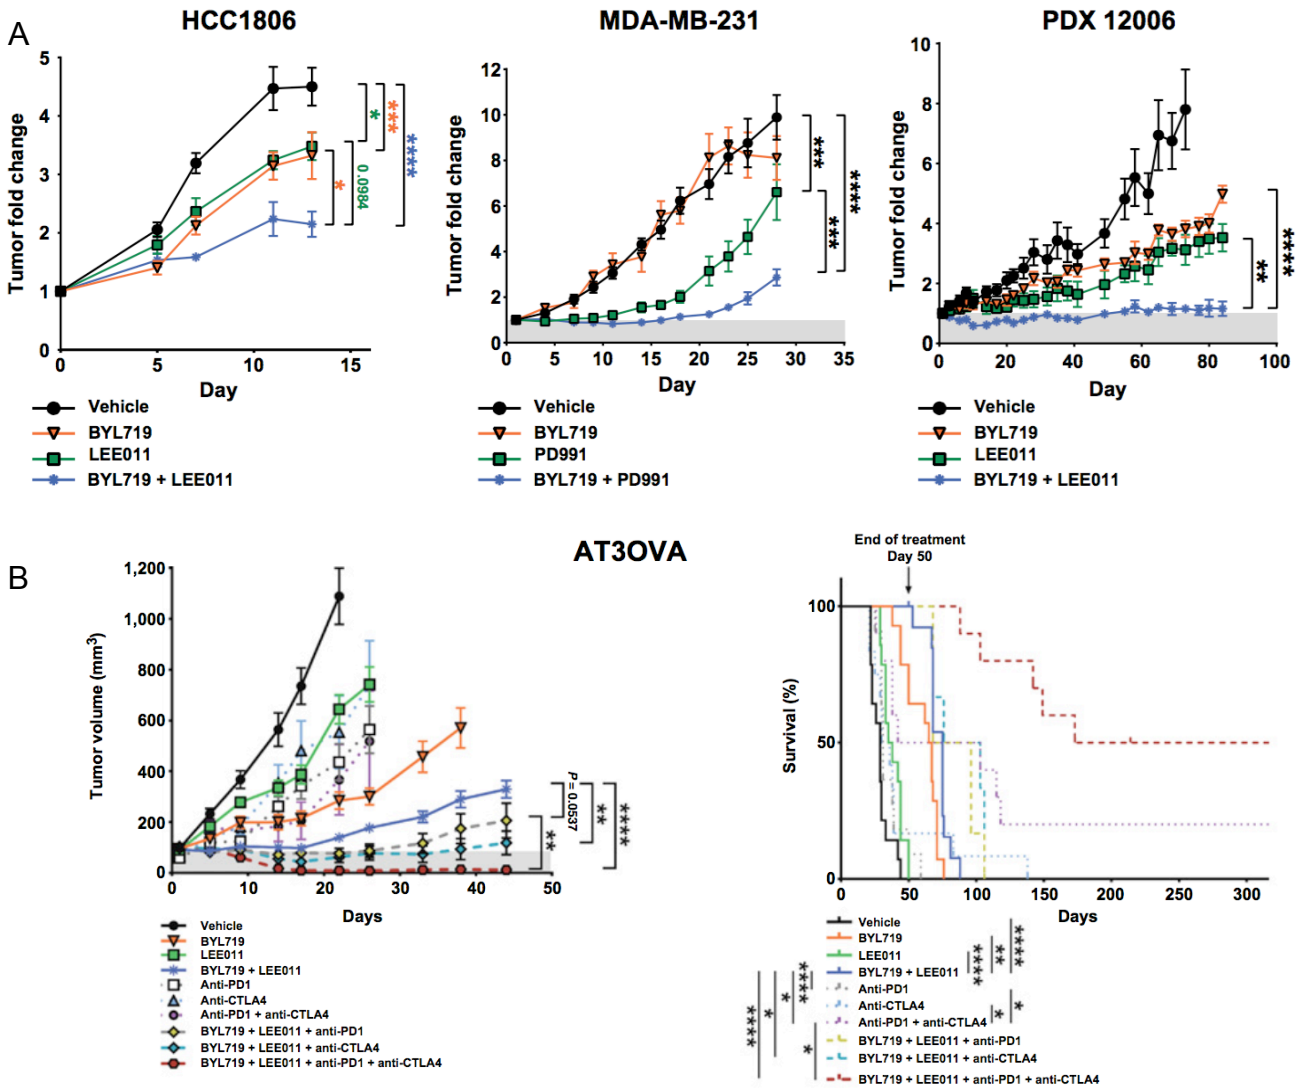 A
HCC1806
MDA-MB-231
PDX 12006
Tumor fold change
5
4
3
2
1
0
0
5
10
15
Day
*
***
****
*
0.0984
Vehicle
BYL719
LEE011
BYL719 + LEE011
Tumor fold change
12
10
8
6
4
2
0
0
5
10
15
20
25
30
35
Day
***
****
***
Vehicle
BYL719
PD991
BYL719 + PD991
Tumor fold change
10
8
6
4
2
0
0
20
40
60
80
100
Day
**
****
Vehicle
BYL719
LEE011
BYL719 + LEE011
B
AT3OVA
Tumor volume (mm³)
1,200
1,000
800
600
400
200
0
0
10
20
30
40
50
Days
**
P = 0.0537
**
****
Vehicle
BYL719
LEE011
BYL719 + LEE011
Anti-PD1
Anti-CTLA4
Anti-PD1 + anti-CTLA4
BYL719 + LEE011 + anti-PD1
BYL719 + LEE011 + anti-CTLA4
BYL719 + LEE011 + anti-PD1 + anti-CTLA4
End of treatment
Day 50
Survival (%)
100
50
0
0
50
100
150
200
250
300
Days
Vehicle
BYL719
LEE011
BYL719 + LEE011
Anti-PD1
Anti-CTLA4
Anti-PD1 + anti-CTLA4
BYL719 + LEE011 + anti-PD1
BYL719 + LEE011 + anti-CTLA4
BYL719 + LEE011 + anti-PD1 + anti-CTLA4
****
**
****
*
*
****
*
*
****
*